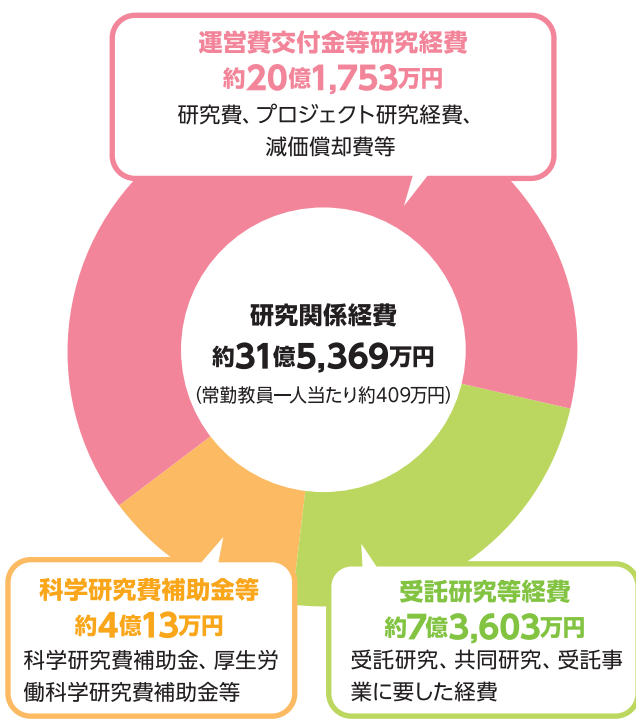 運営費交付金等研究経費
約20億1,753万円
研究費、プロジェクト研究経費、
減価償却費等
研究関係経費
約31億5,369万円
(常勤教員一人当たり約409万円)
科学研究費補助金等
約4億13万円
科学研究費補助金、厚生労
働科学研究費補助金等
受託研究等経費
約7億3,603万円
受託研究、共同研究、受託事
業に要した経費